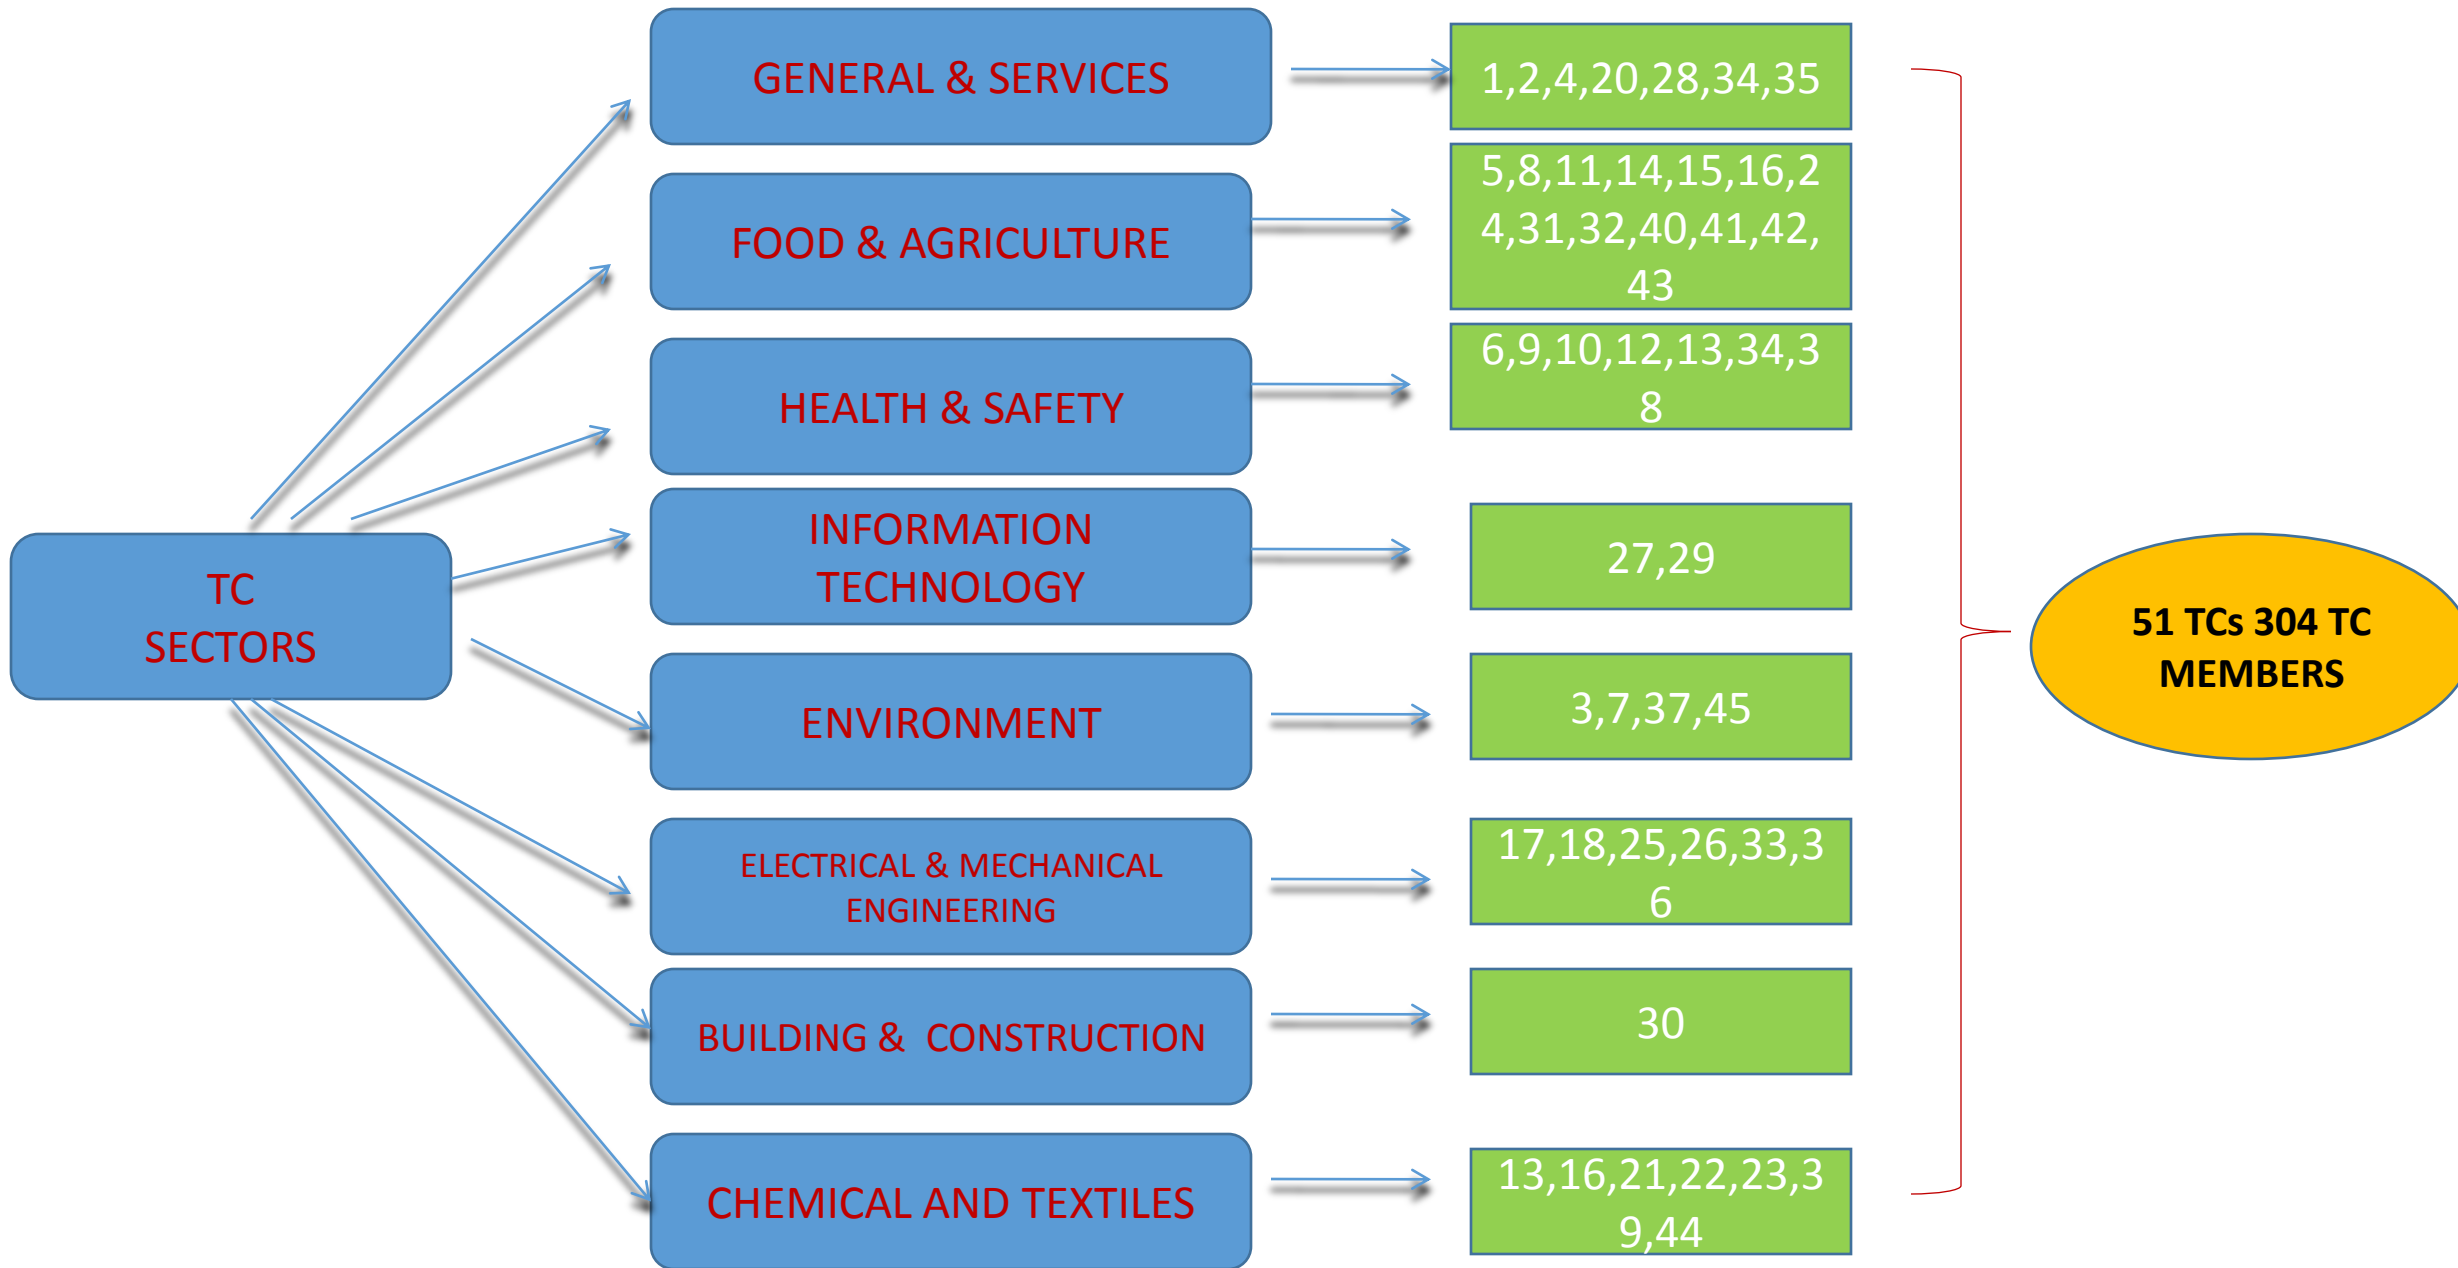 TC
SECTORS
GENERAL & SERVICES
1,2,4,20,28,34,35
FOOD & AGRICULTURE
5,8,11,14,15,16,2
4,31,32,40,41,42,
43
HEALTH & SAFETY
6,9,10,12,13,34,3
8
INFORMATION
TECHNOLOGY
27,29
ENVIRONMENT
3,7,37,45
ELECTRICAL & MECHANICAL
ENGINEERING
17,18,25,26,33,3
6
BUILDING & CONSTRUCTION
30
CHEMICAL AND TEXTILES
13,16,21,22,23,3
9,44
51 TCs 304 TC
MEMBERS